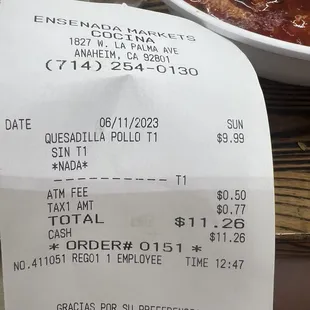 ENSENADA MARKETS
COCINA
1827 W. LA PALMA AVE
ANAHEIM, CA 92801
(714) 254-0130
DATE 06/11/2023 SUN
QUESADILLA POLLO T1 $9.99
SIN T1
*NADA*
----------- T1
ATM FEE $0.50
TAX1 AMT $0.77
TOTAL $11.26
CASH $11.26
* ORDER# 0151 *
NO.411051 REG01 1 EMPLOYEE TIME 12:47
GRACIAS POR SU PREFERENC